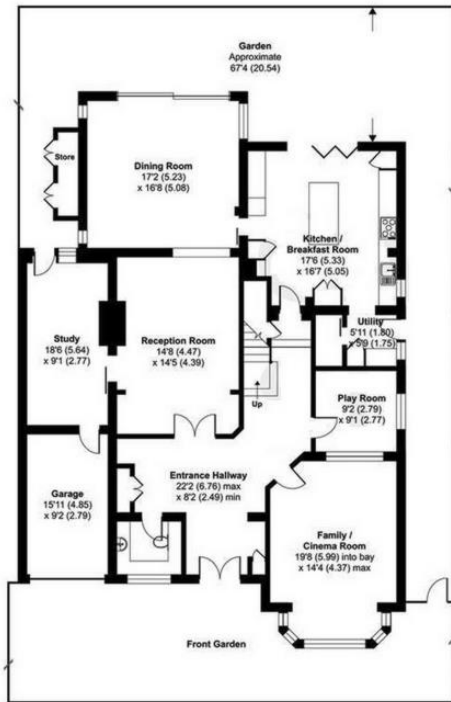 Garden
Approximate
67'4 (20.54)
Store
Dining Room
17'2 (5.23)
x 16'8 (5.08)
Kitchen /
Breakfast Room
17'6 (5.33)
x 16'7 (5.05)
Study
18'6 (5.64)
x 9'1 (2.77)
Reception Room
14'8 (4.47)
x 14'5 (4.39)
Utility
5'11 (1.80)
x 5'9 (1.75)
Up
Play Room
9'2 (2.79)
x 9'1 (2.77)
Garage
15'11 (4.85)
x 9'2 (2.79)
Entrance Hallway
22'2 (6.76) max
x 8'2 (2.49) min
Family /
Cinema Room
19'8 (5.99) into bay
x 14'4 (4.37) max
Front Garden